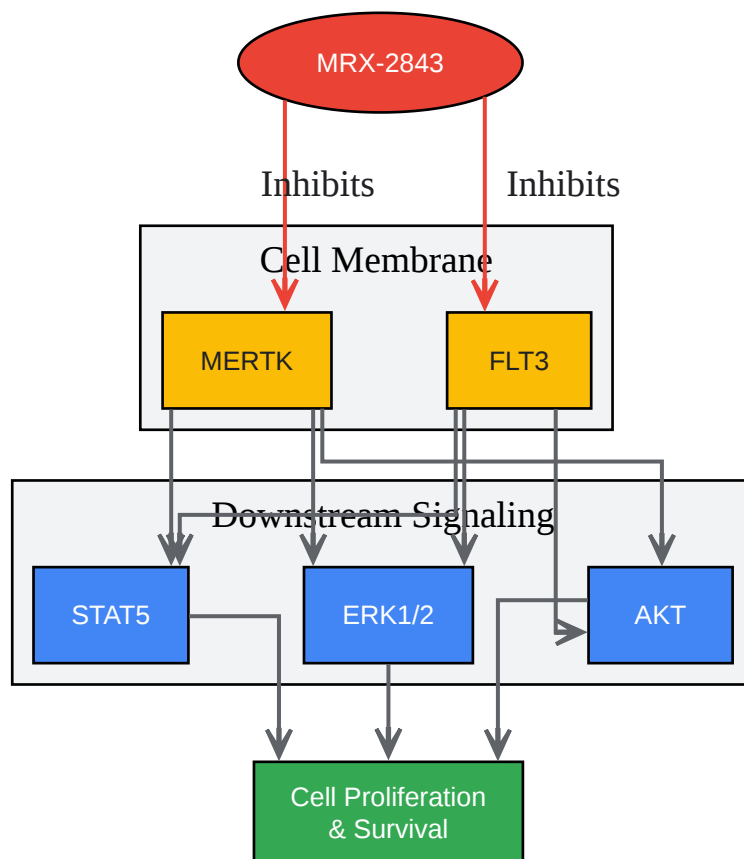 MRX-2843
Inhibits
Inhibits
Cell Membrane
MERTK
FLT3
Downstream Signaling
STAT5
ERK1/2
AKT
Cell Proliferation
& Survival